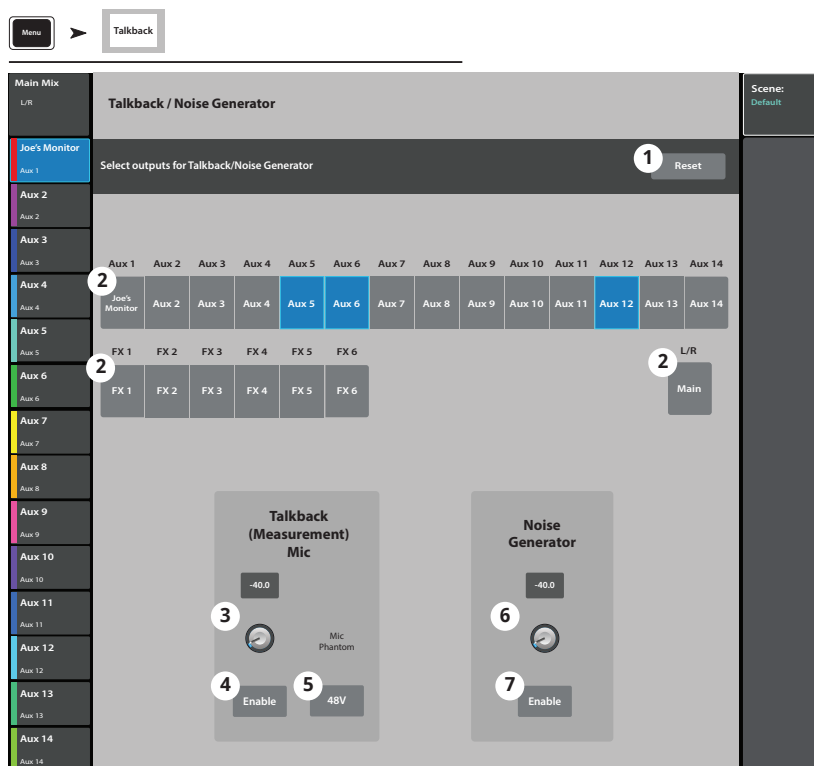 Menu
Talkback
Main Mix
L/R
Talkback / Noise Generator
Scene:
Default
Joe's Monitor
Aux 1
Select outputs for Talkback/Noise Generator
1
Reset
Aux 2
Aux 2
Aux 3
Aux 3
Aux 4
Aux 4
Aux 5
Aux 5
Aux 6
Aux 6
Aux 7
Aux 7
Aux 8
Aux 8
Aux 9
Aux 9
Aux 10
Aux 10
Aux 11
Aux 11
Aux 12
Aux 12
Aux 13
Aux 13
Aux 14
Aux 14
Aux 1 Aux 2 Aux 3 Aux 4 Aux 5 Aux 6 Aux 7 Aux 8 Aux 9 Aux 10 Aux 11 Aux 12 Aux 13 Aux 14
2
Joe's
Monitor
Aux 2 Aux 3 Aux 4 Aux 5 Aux 6 Aux 7 Aux 8 Aux 9 Aux 10 Aux 11 Aux 12 Aux 13 Aux 14
FX 1 FX 2 FX 3 FX 4 FX 5 FX 6
2
FX 1 FX 2 FX 3 FX 4 FX 5 FX 6
L/R
2
Main
Talkback
(Measurement)
Mic
-40.0
3
Mic
Phantom
4
Enable
5
48V
Noise
Generator
-40.0
6
7
Enable